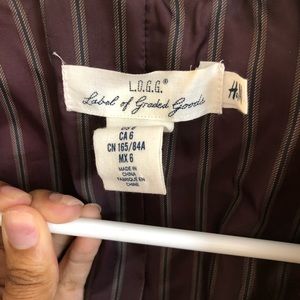 L.O.G.G.®
Label of Graded Goods
CA 6
CN 165/84A
MX 6
MADE IN
CHINA
FABRIQUÉ EN
CHINE